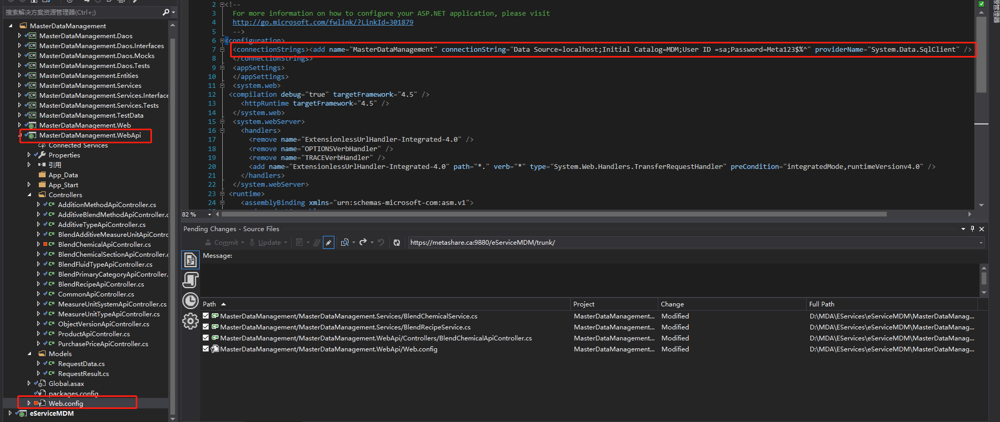 搜索解决方案资源管理器(Ctrl+;)
MasterDataManagement
MasterDataManagement.Daos
MasterDataManagement.Daos.Interfaces
MasterDataManagement.Daos.Mocks
MasterDataManagement.Daos.Tests
MasterDataManagement.Entities
MasterDataManagement.Services
MasterDataManagement.Services.Interface
MasterDataManagement.Services.Tests
MasterDataManagement.TestData
MasterDataManagement.Web
MasterDataManagement.WebApi
Connected Services
Properties
引用
App_Data
App_Start
Controllers
AdditionMethodApiController.cs
AdditiveBlendMethodApiController.c
AdditiveTypeApiController.cs
BlendAdditiveMeasureUnitApiContro
BlendChemicalApiController.cs
BlendChemicalSectionApiController.c
BlendFluidTypeApiController.cs
BlendPrimaryCategoryApiController.
BlendRecipeApiController.cs
CommonApiController.cs
MeasureUnitSystemApiController.cs
MeasureUnitTypeApiController.cs
ObjectVersionApiController.cs
ProductApiController.cs
PurchasePriceApiController.cs
Models
RequestData.cs
RequestResult.cs
Global.asax
packages.config
Web.config
eServiceMDM
2 <!--
3 For more information on how to configure your ASP.NET application, please visit
4 http://go.microsoft.com/fwlink/?LinkId=301879
5 -->
6 <configuration>
7 <connectionStrings><add name="MasterDataManagement" connectionString="Data Source=localhost;Initial Catalog=MDM;User ID =sa;Password=Meta123$%^" providerName="System.Data.SqlClient" />
8 </connectionStrings>
9 <appSettings>
10 </appSettings>
11 <system.web>
12 <compilation debug="true" targetFramework="4.5" />
13 <httpRuntime targetFramework="4.5" />
14 </system.web>
15 <system.webServer>
16 <handlers>
17 <remove name="ExtensionlessUrlHandler-Integrated-4.0" />
18 <remove name="OPTIONSVerbHandler" />
19 <remove name="TRACEVerbHandler" />
20 <add name="ExtensionlessUrlHandler-Integrated-4.0" path="*." verb="*" type="System.Web.Handlers.TransferRequestHandler" preCondition="integratedMode,runtimeVersionv4.0" />
21 </handlers>
22 </system.webServer>
23 <runtime>
24 <assemblyBinding xmlns="urn:schemas-microsoft-com:asm.v1">
82 %
Pending Changes - Source Files
Commit Update https://metashare.ca:9880/eServiceMDM/trunk/
Message:
Path Project Change Full Path
MasterDataManagement/MasterDataManagement.Services/BlendChemicalService.cs MasterDataManagement... Modified D:\MDA\EServices\eServiceMDM\MasterDataManag...
MasterDataManagement/MasterDataManagement.Services/BlendRecipeService.cs MasterDataManagement... Modified D:\MDA\EServices\eServiceMDM\MasterDataManag...
MasterDataManagement/MasterDataManagement.WebApi/Controllers/BlendChemicalApiController.cs MasterDataManagement... Modified D:\MDA\EServices\eServiceMDM\MasterDataManag...
MasterDataManagement/MasterDataManagement.WebApi/Web.config MasterDataManagement... Modified D:\MDA\EServices\eServiceMDM\MasterDataManag...
管理器